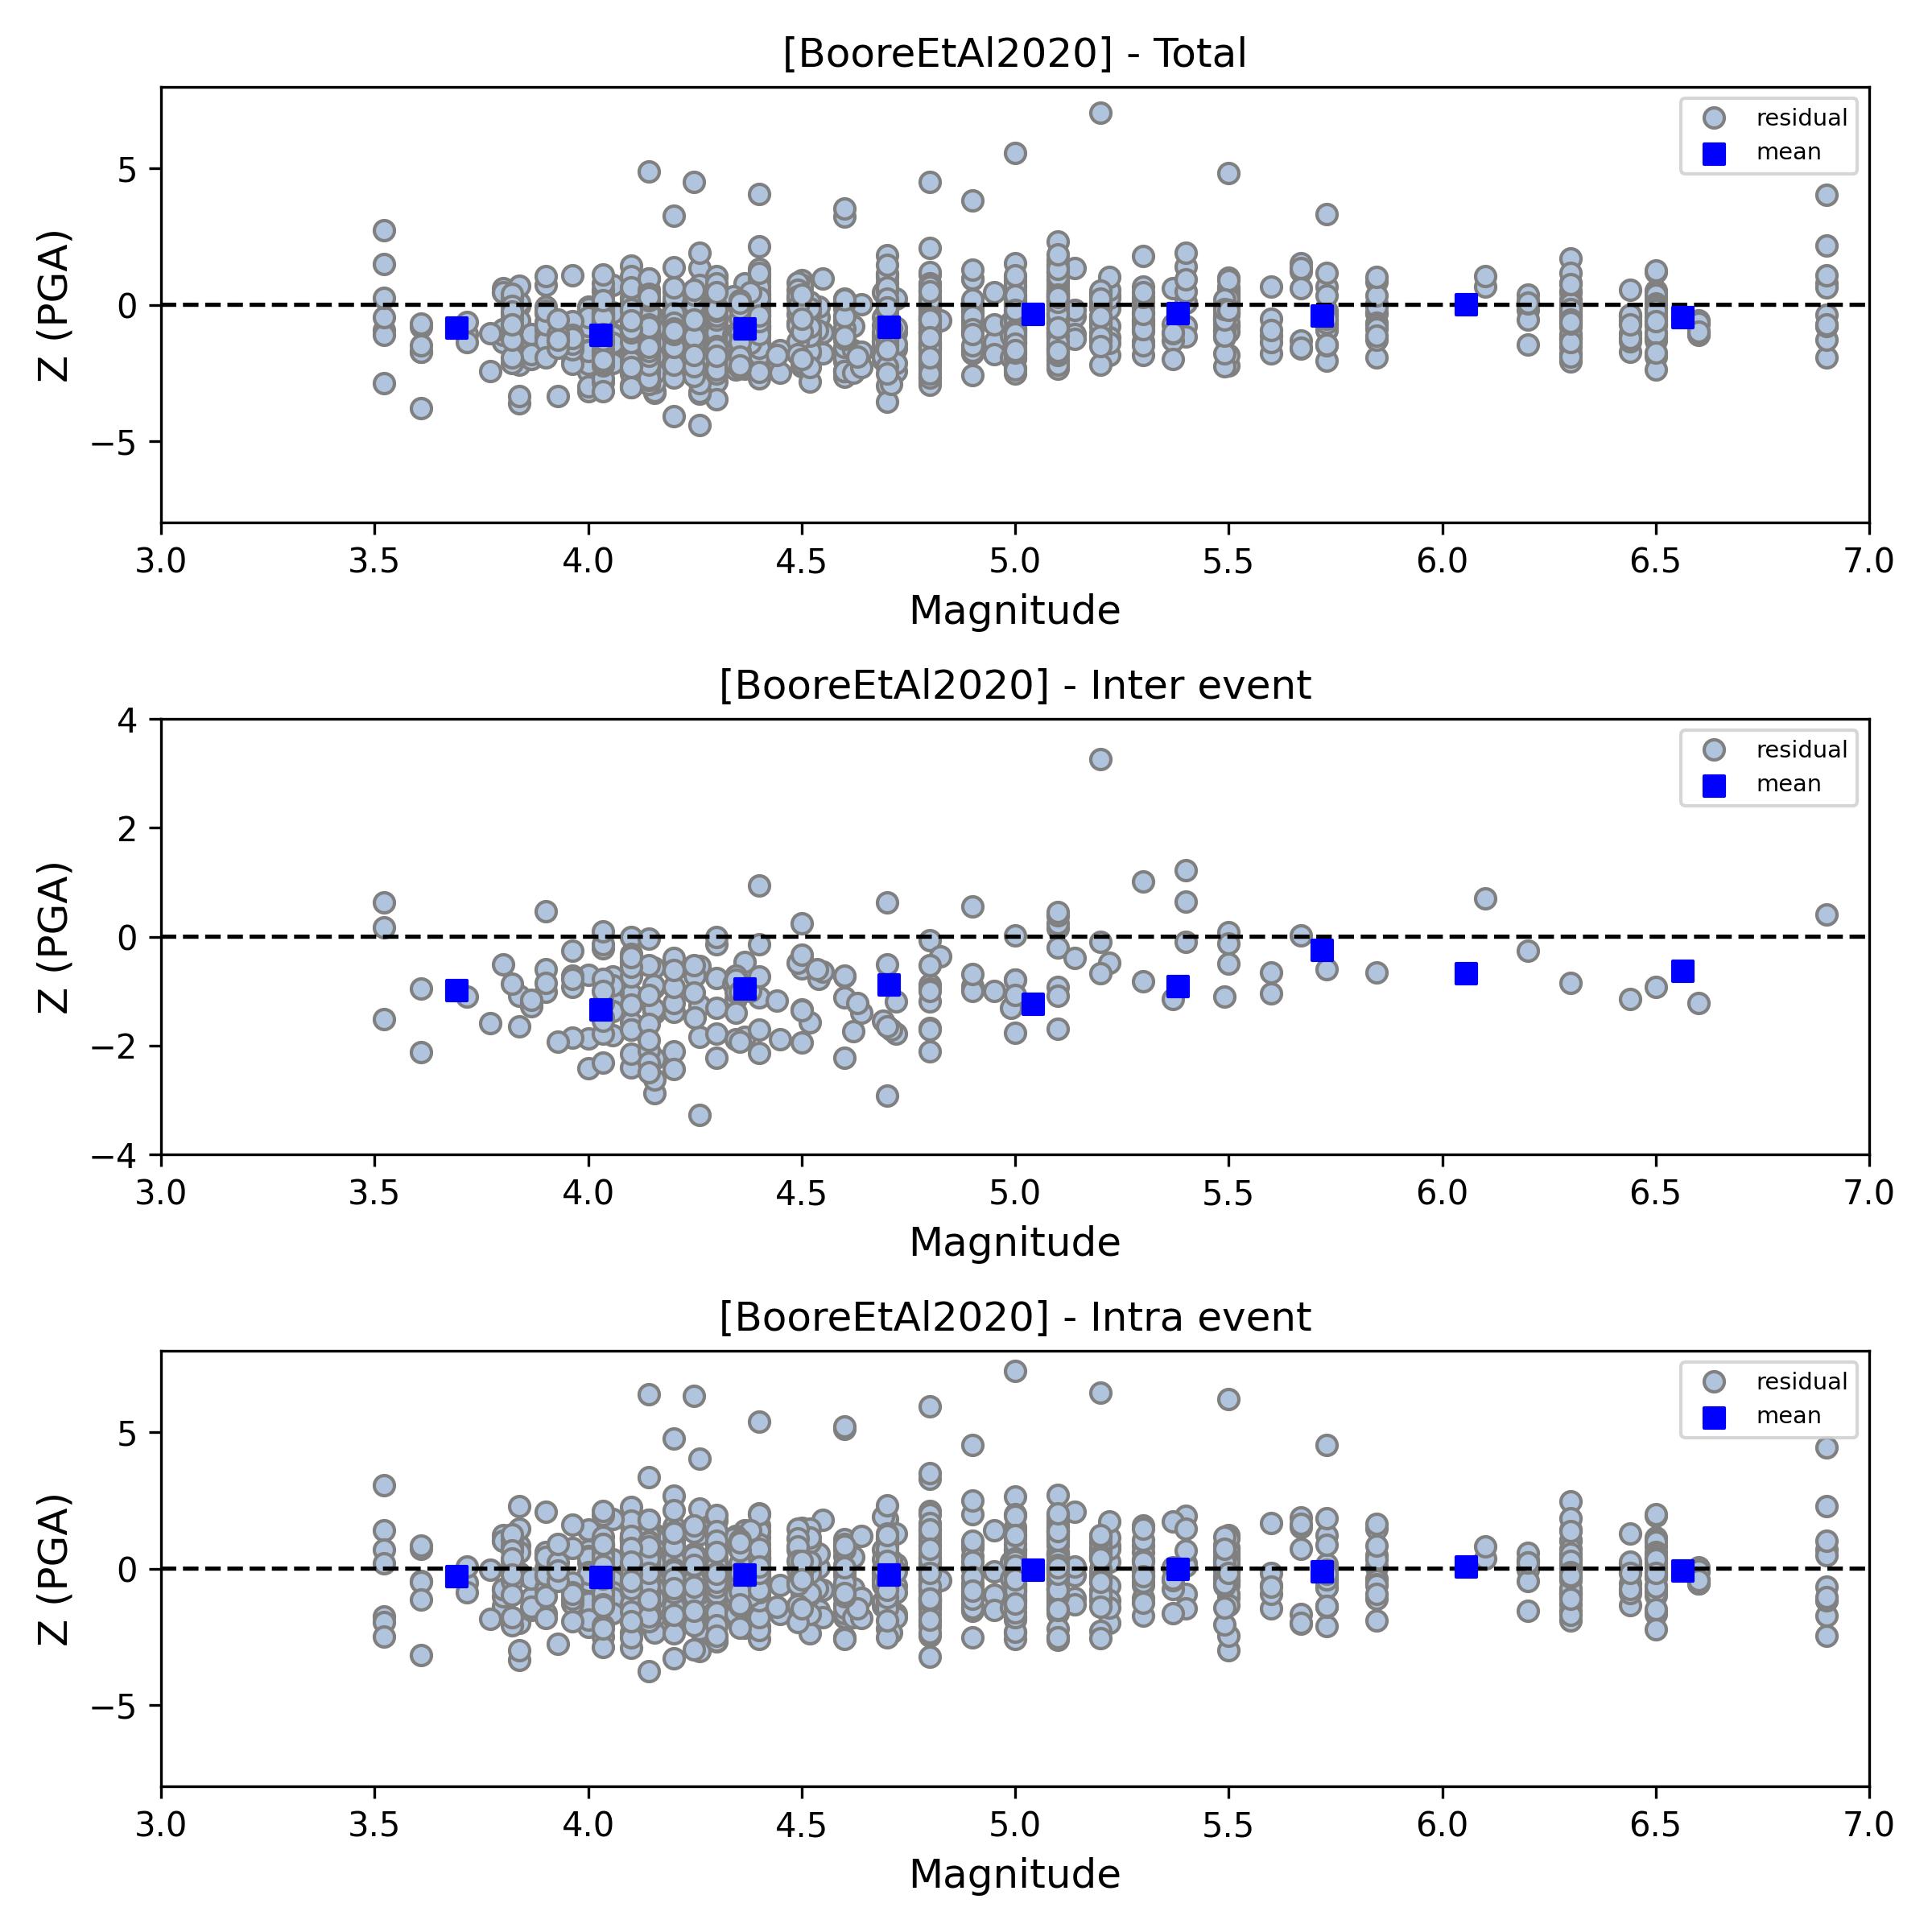 [BooreEtAl2020] - Total
residual
mean
5
0
−5
Z (PGA)
3.0 3.5 4.0 4.5 5.0 5.5 6.0 6.5 7.0
Magnitude
[BooreEtAl2020] - Inter event
residual
mean
4
2
0
−2
−4
Z (PGA)
3.0 3.5 4.0 4.5 5.0 5.5 6.0 6.5 7.0
Magnitude
[BooreEtAl2020] - Intra event
residual
mean
5
0
−5
Z (PGA)
3.0 3.5 4.0 4.5 5.0 5.5 6.0 6.5 7.0
Magnitude